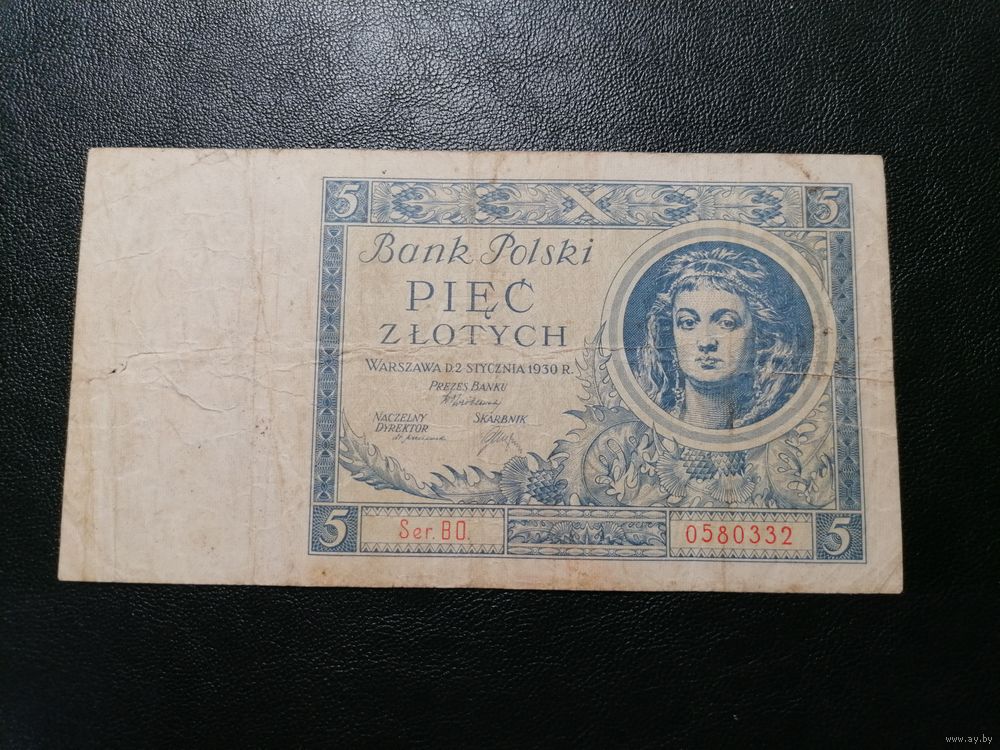 5 5
Bank Polski
PIĘĆ
ZŁOTYCH
WARSZAWA D. 2 STYCZNIA 1930 R.
PREZES BANKU
NACZELNY DYREKTOR
SKARBNIK
5 Ser. BO. 0580332 5
www.ay.by